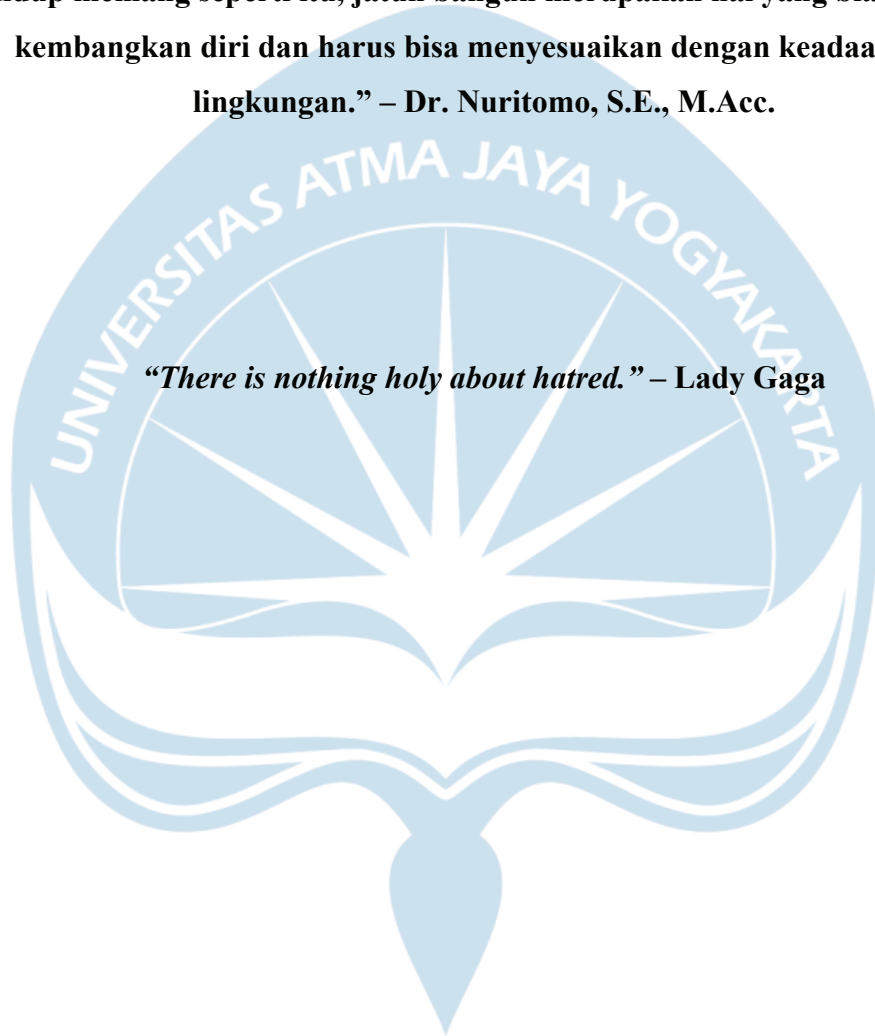 kembangkan diri dan harus bisa menyesuaikan dengan
lingkungan.” – Dr. Nuritomo, S.E., M.Acc.
UNIVERSITAS ATMA JAYA YOGYAKARTA
“There is nothing holy about hatred.” – Lady Gaga